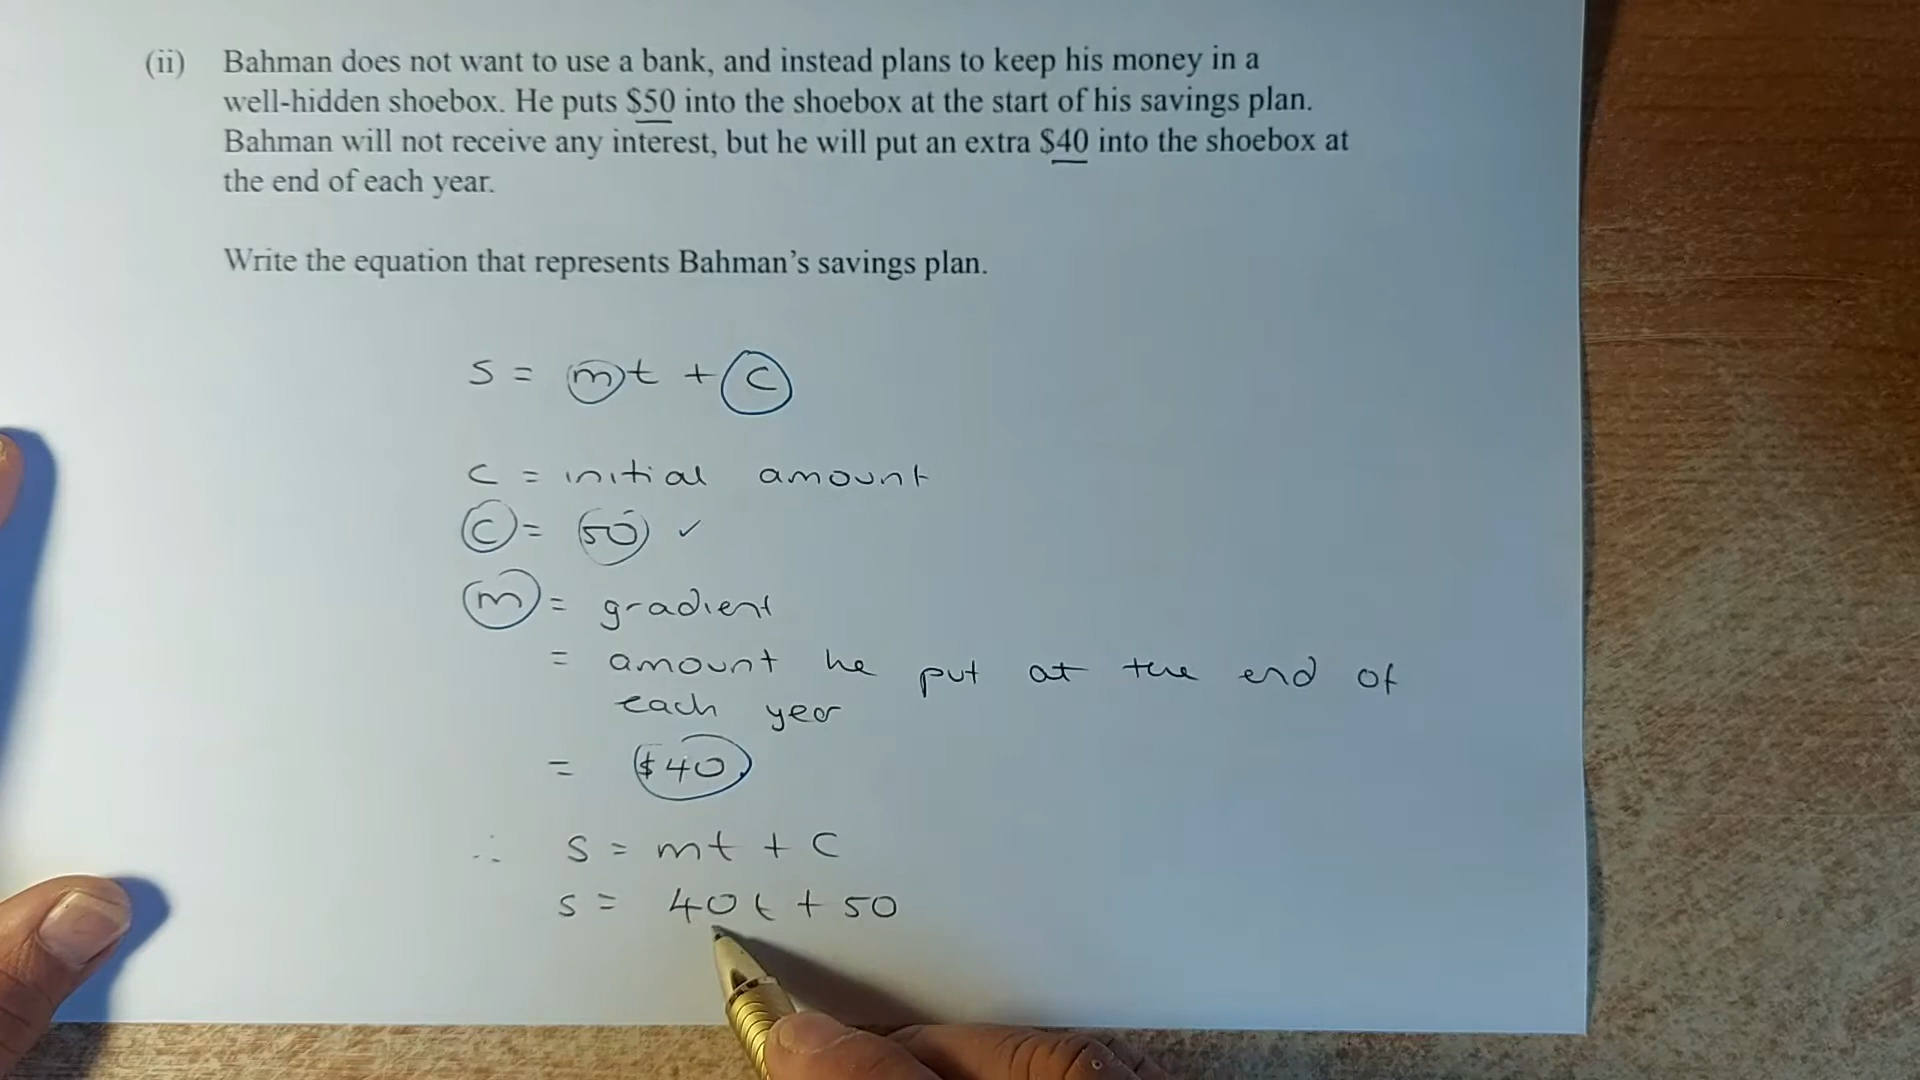 (ii) Bahman does not want to use a bank, and instead plans to keep his money in a
well-hidden shoebox. He puts $50 into the shoebox at the start of his savings plan.
Bahman will not receive any interest, but he will put an extra $40 into the shoebox at
the end of each year.
Write the equation that represents Bahman's savings plan.
s = mt + c
c = initial amount
c = 50 ✓
m = gradient
= amount he put at the end of
each year
= $40
∴ s = mt + c
s = 40t + 50